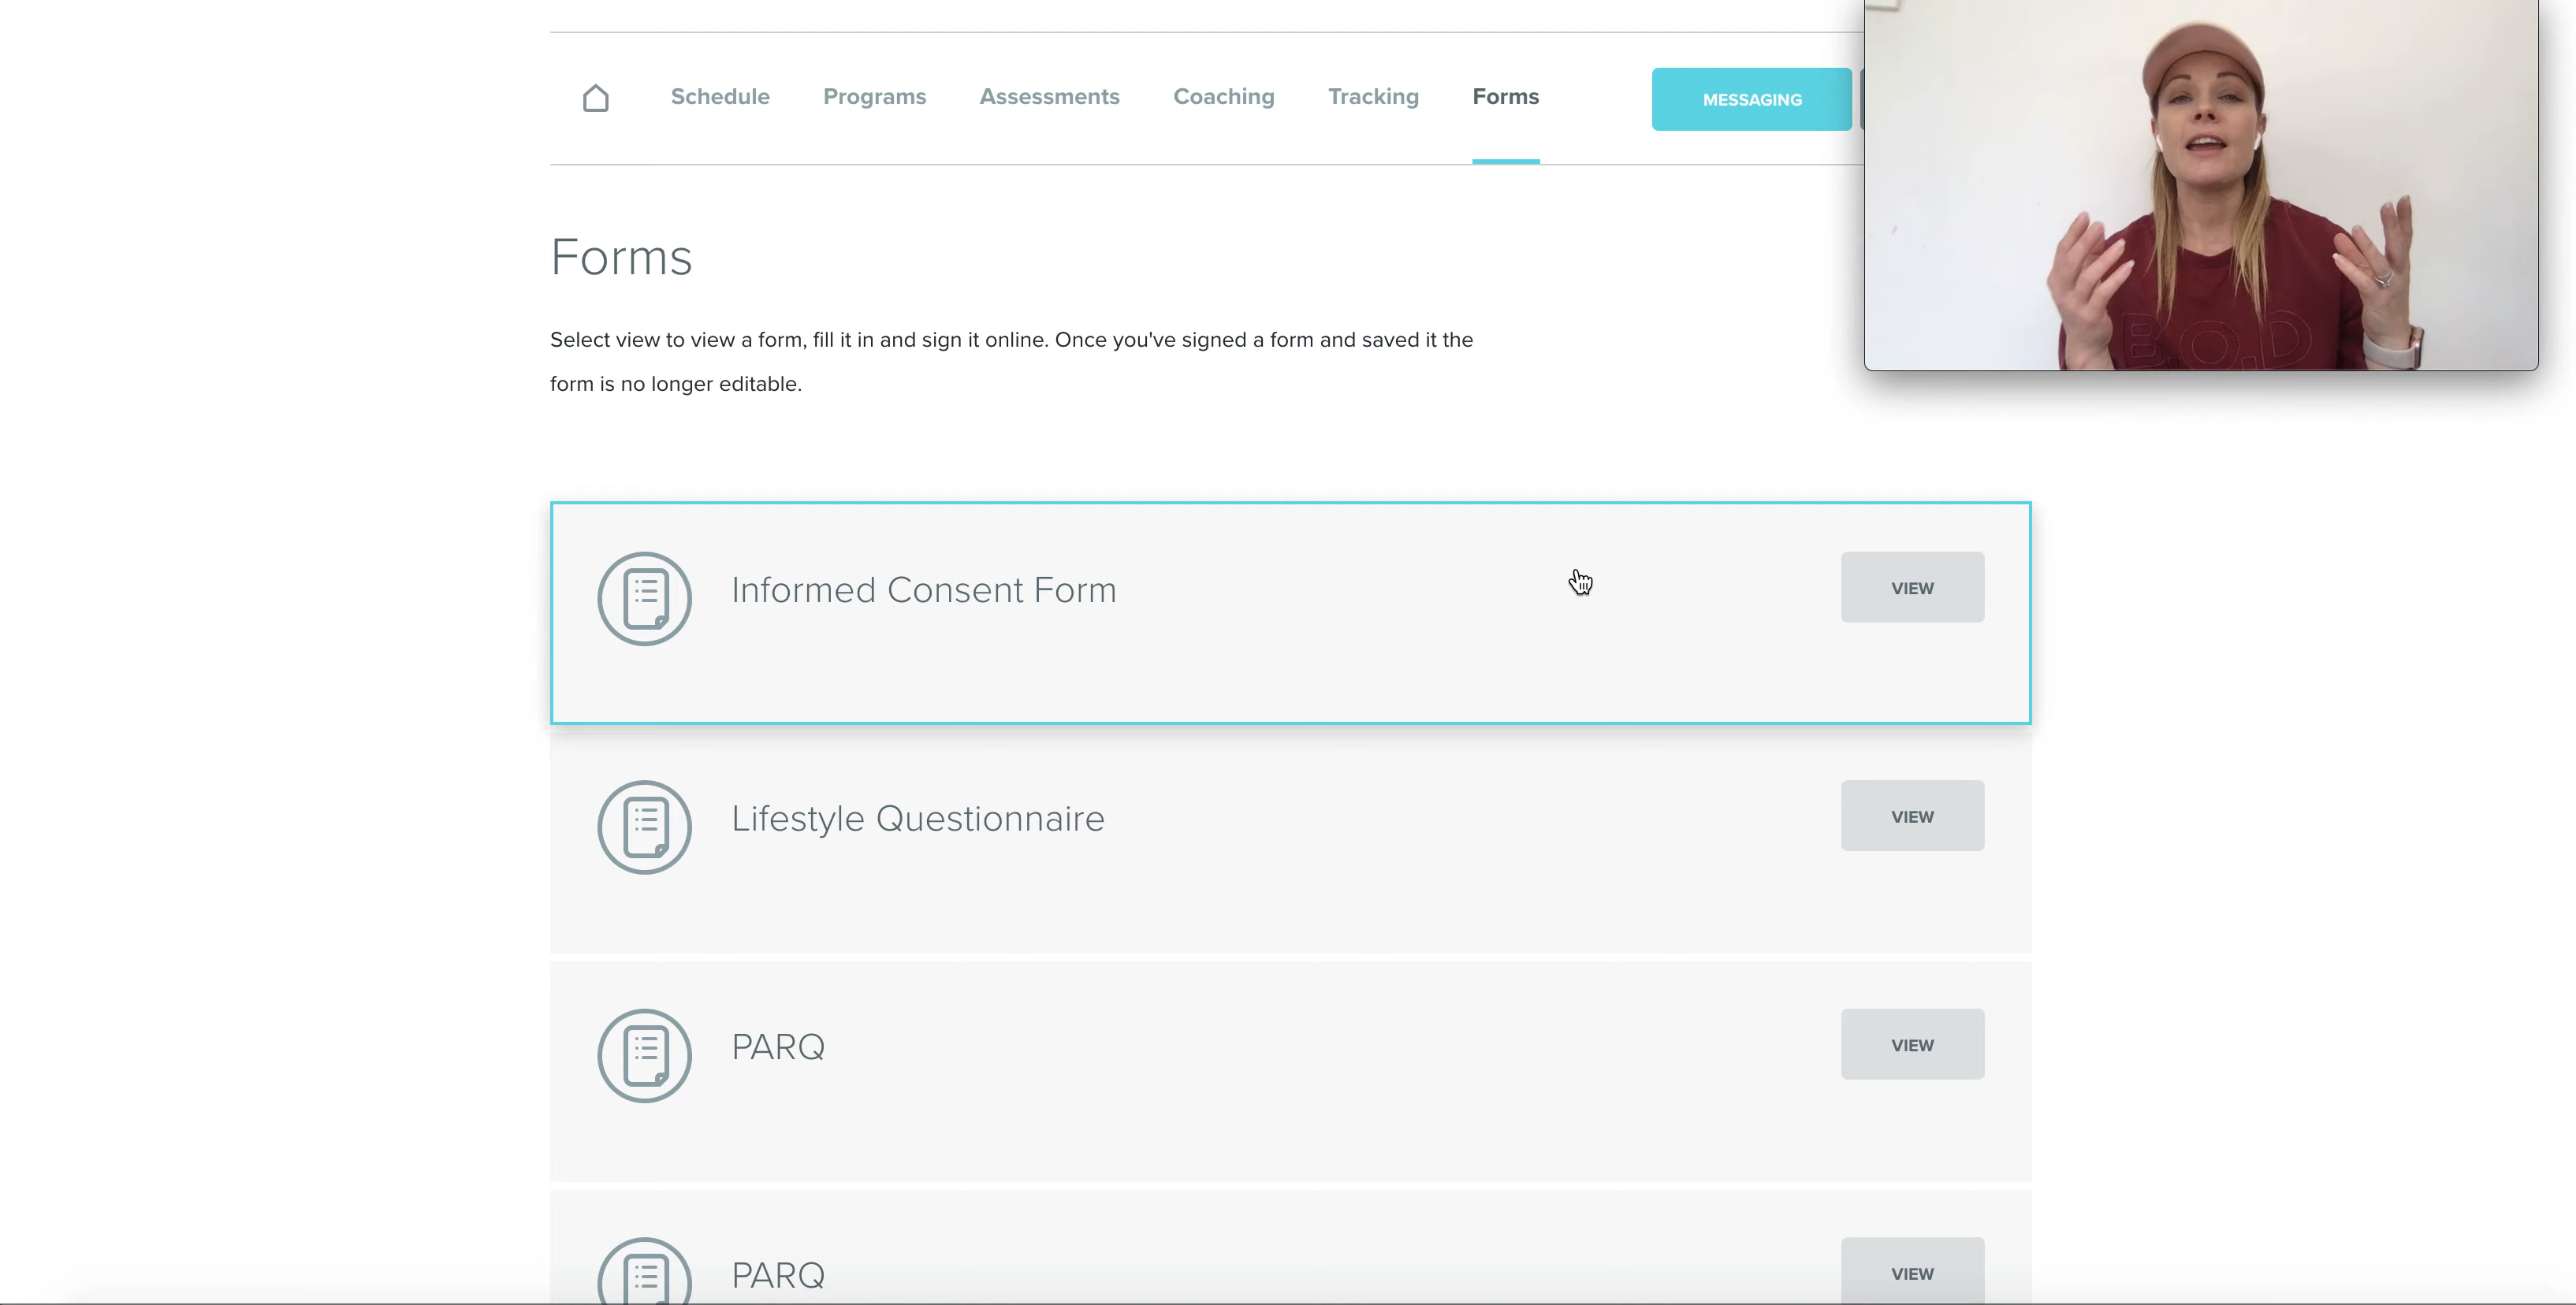 Schedule Programs Assessments Coaching Tracking Forms MESSAGING
Forms
Select view to view a form, fill it in and sign it online. Once you've signed a form and saved it the
form is no longer editable.
Informed Consent Form VIEW
Lifestyle Questionnaire VIEW
PARQ VIEW
PARQ VIEW
B.O.D